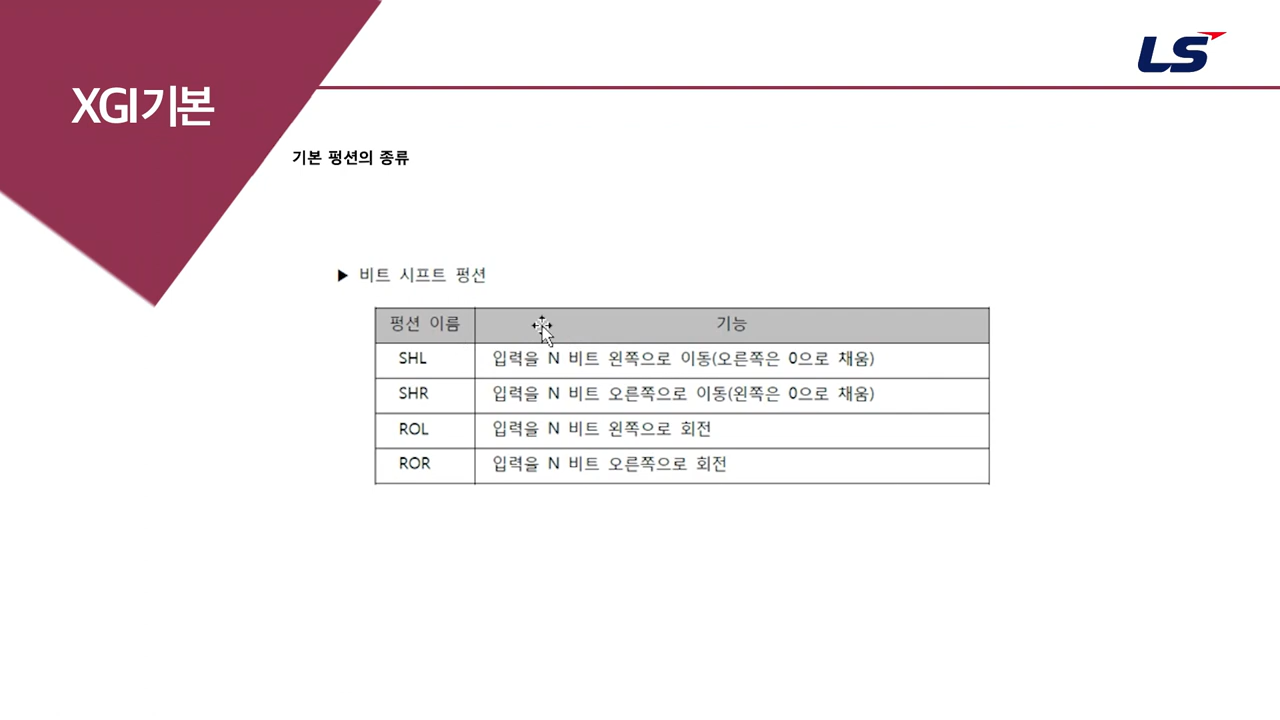 XGI기본
LS
기본 펑션의 종류
▶ 비트 시프트 펑션
펑션 이름 기능
SHL 입력을 N 비트 왼쪽으로 이동(오른쪽은 0으로 채움)
SHR 입력을 N 비트 오른쪽으로 이동(왼쪽은 0으로 채움)
ROL 입력을 N 비트 왼쪽으로 회전
ROR 입력을 N 비트 오른쪽으로 회전